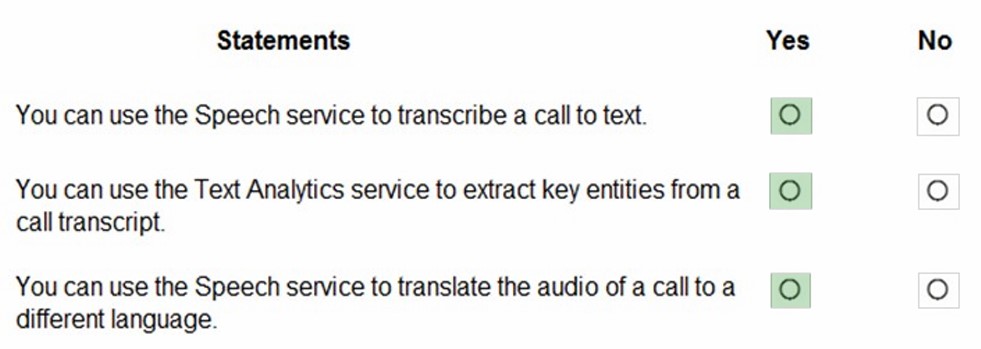 Statements Yes No
You can use the Speech service to transcribe a call to text.
You can use the Text Analytics service to extract key entities from a
call transcript.
You can use the Speech service to translate the audio of a call to a
different language.